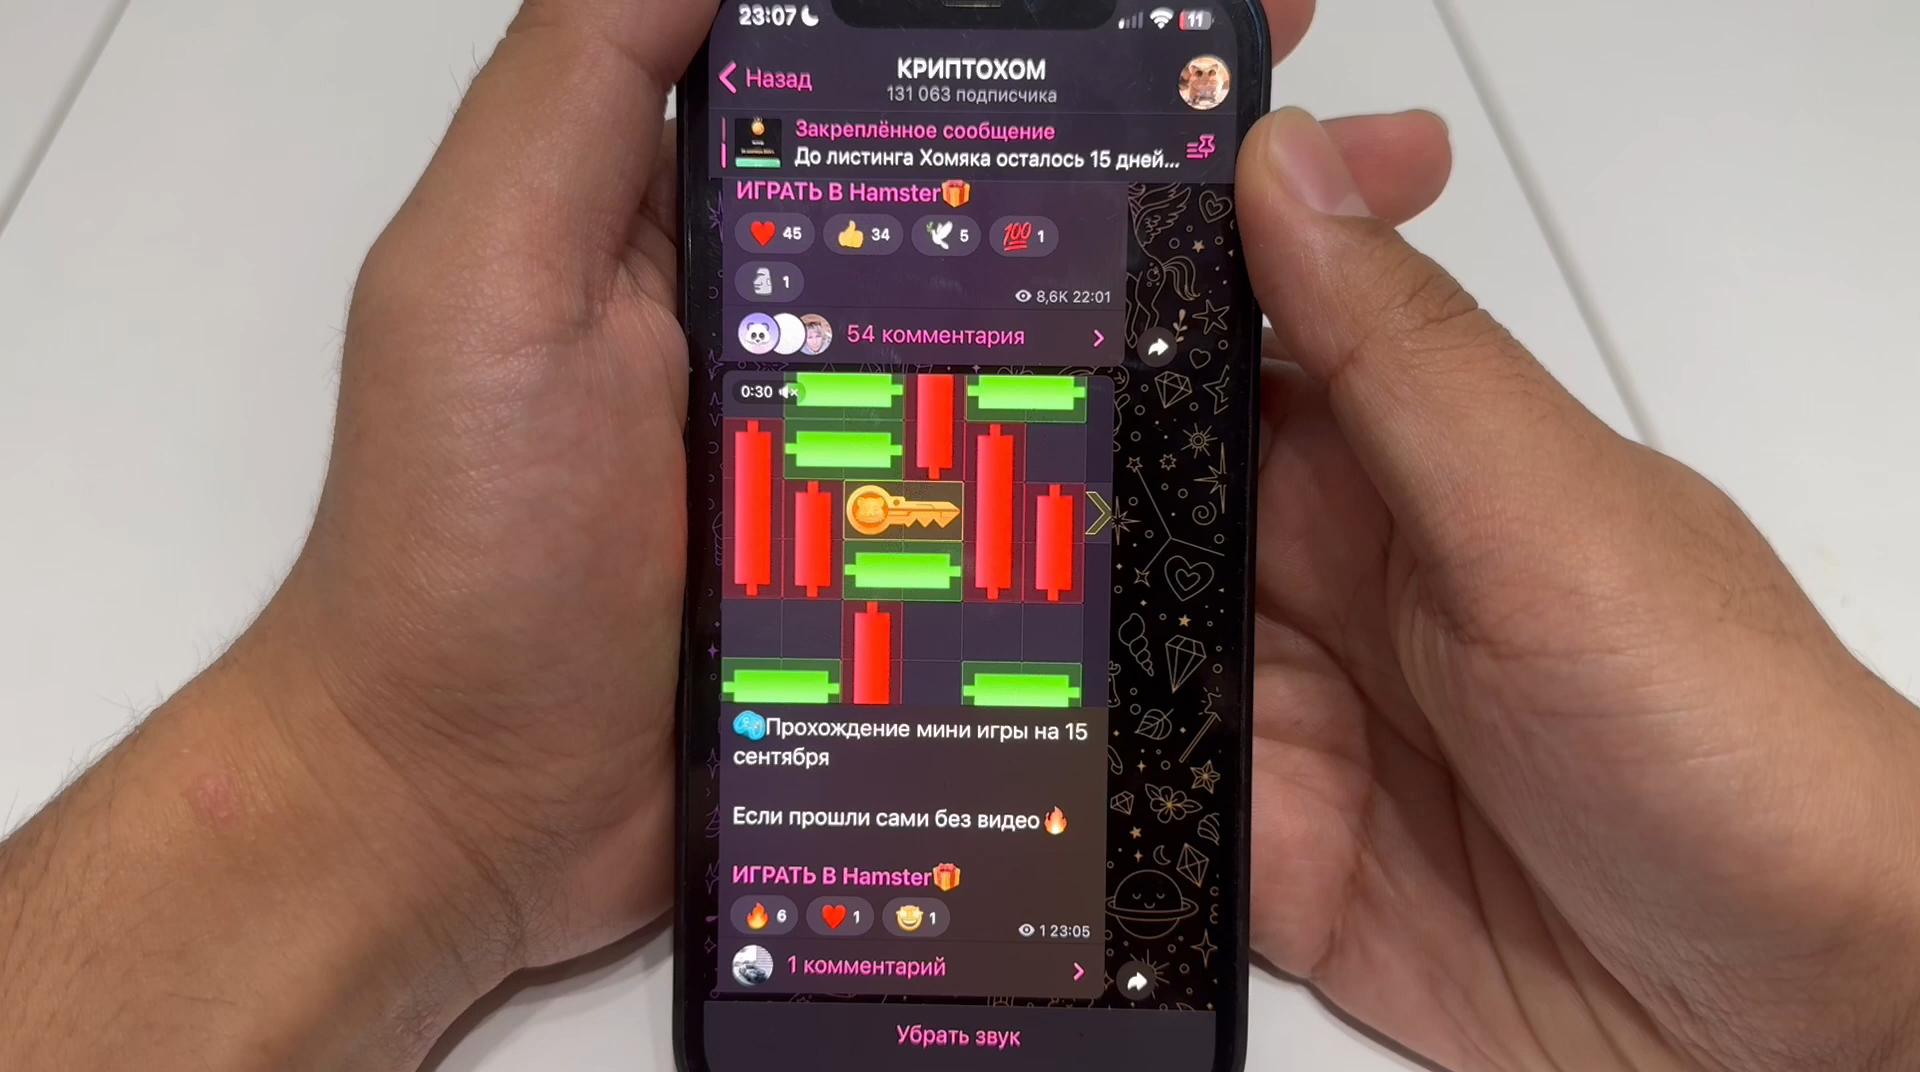 23:07
11
Назад
КРИПТОХОМ
131 063 подписчика
Закреплённое сообщение
До листинга Хомяка осталось 15 дней...
ИГРАТЬ В Hamster🎁
45
34
5
💯 1
1
8,6K 22:01
54 комментария
0:30
Прохождение мини игры на 15
сентября
Если прошли сами без видео🔥
ИГРАТЬ В Hamster🎁
6
1
1
1 23:05
1 комментарий
Убрать звук